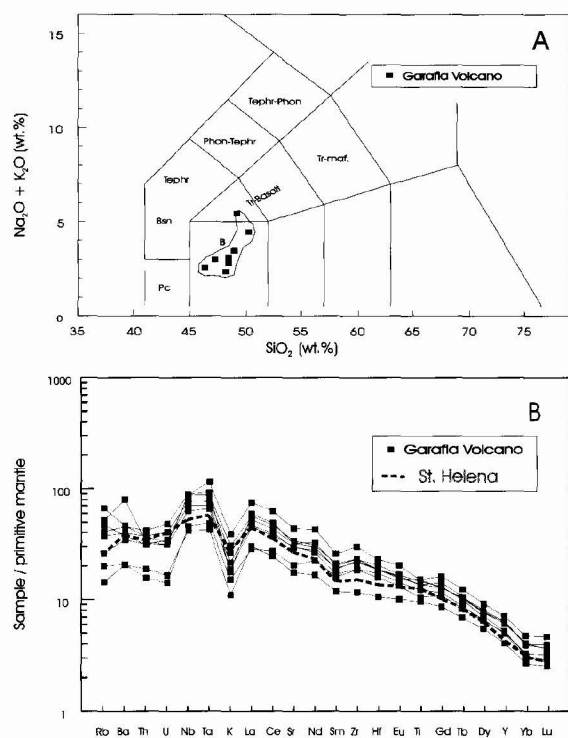 A
Garafía Volcano
Na2O + K2O (wt.%)
15
10
5
0
Tephr-Phon
Phon-Tephr
Tr-maf.
Tephr
Tr-Basalt
Bsn
B
Pc
35 40 45 50 55 60 65 70 75
SiO2 (wt.%)
B
Garafía Volcano
St. Helena
Sample / primitive mantle
1000
100
10
1
Rb Ba Th U Nb Ta K La Ce Sr Nd Sm Zr Hf Eu Ti Gd Tb Dy Y Yb Lu